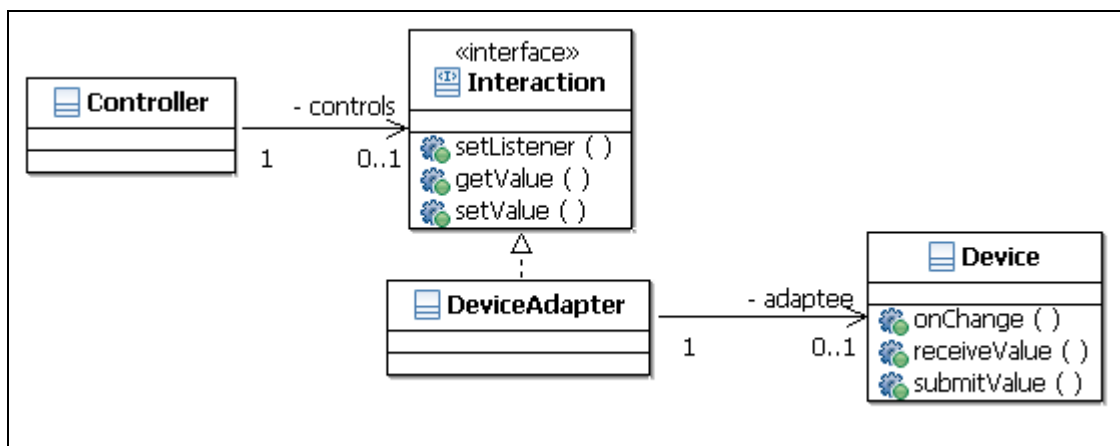 «interface»
Interaction
Controller
- controls
1
0..1
setListener ( )
getValue ( )
setValue ( )
Device
DeviceAdapter
- adaptee
1
0..1
onChange ( )
receiveValue ( )
submitValue ( )